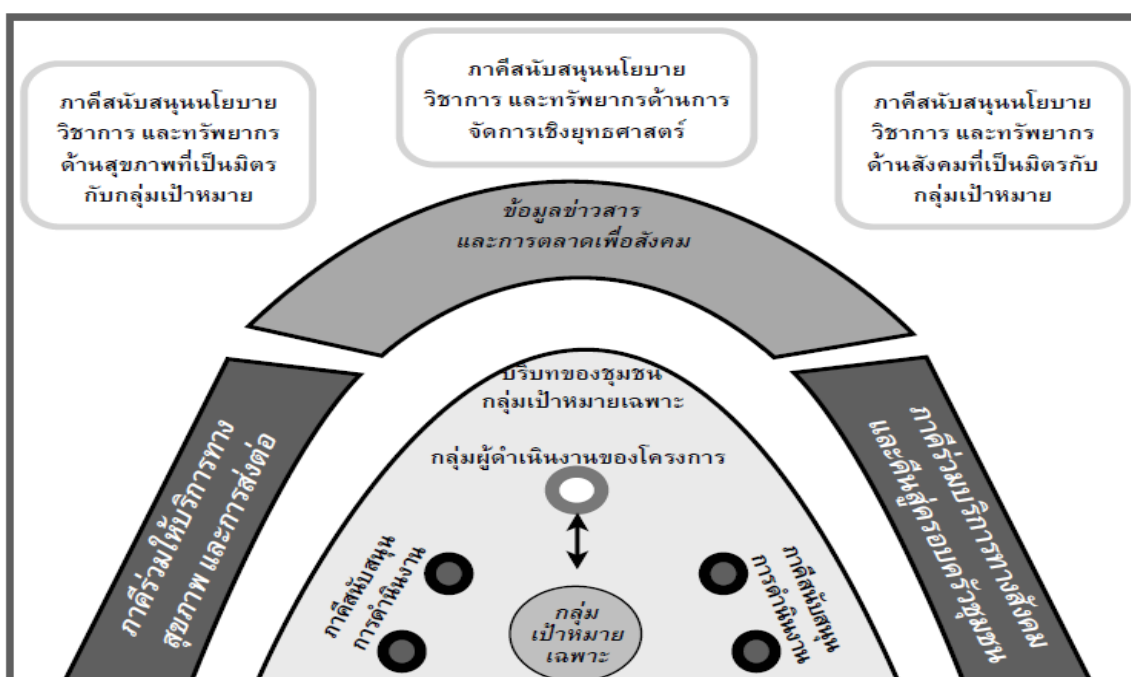 ภาคีสนับสนุนนโยบาย
วิชาการ และทรัพยากร
ด้านสุขภาพที่เป็นมิตร
กับกลุ่มเป้าหมาย
ภาคีสนับสนุนนโยบาย
วิชาการ และทรัพยากรด้านการ
จัดการเชิงยุทธศาสตร์
ภาคีสนับสนุนนโยบาย
วิชาการ และทรัพยากร
ด้านสังคมที่เป็นมิตรกับ
กลุ่มเป้าหมาย
ข้อมูลข่าวสาร
และการตลาดเพื่อสังคม
ภาคีร่วมให้บริการทาง
สุขภาพ และการส่งต่อ
บริบทของชุมชน
กลุ่มเป้าหมายเฉพาะ
กลุ่มผู้ดำเนินงานของโครงการ
ภาคีสนับสนุน
การดำเนินงาน
กลุ่ม
เป้าหมาย
เฉพาะ
ภาคีสนับสนุน
การดำเนินงาน
ภาคีร่วมบริการทางสังคม
และคืนสู่ครอบครัวชุมชน